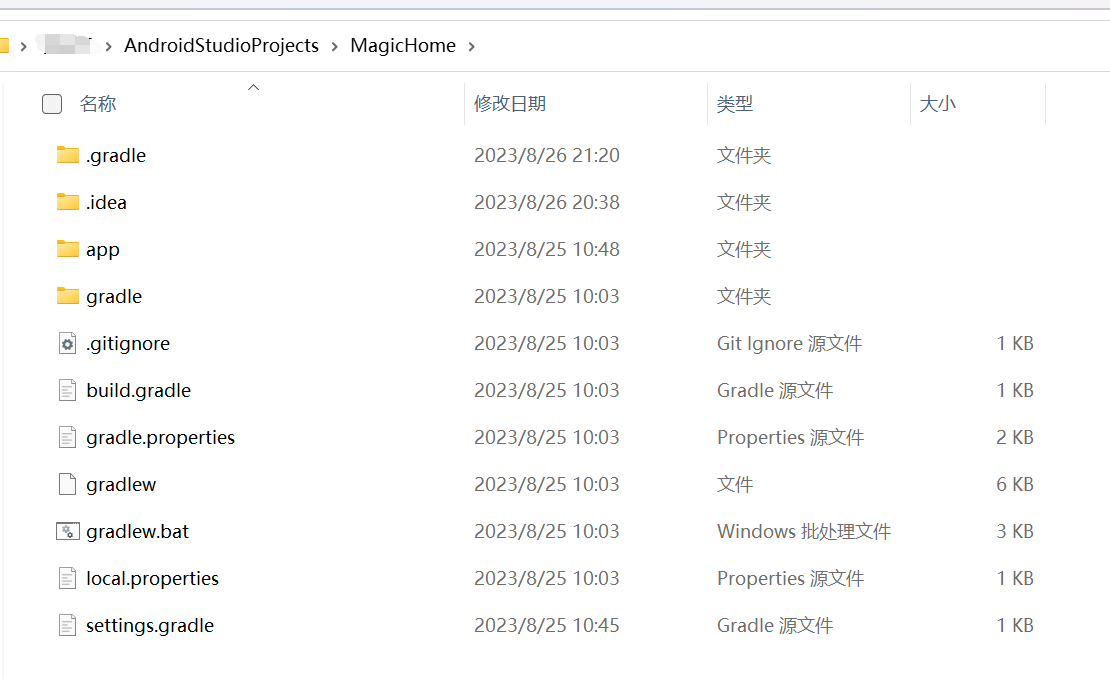 AndroidStudioProjects > MagicHome >
名称 修改日期 类型 大小
.gradle 2023/8/26 21:20 文件夹
.idea 2023/8/26 20:38 文件夹
app 2023/8/25 10:48 文件夹
gradle 2023/8/25 10:03 文件夹
.gitignore 2023/8/25 10:03 Git Ignore 源文件 1 KB
build.gradle 2023/8/25 10:03 Gradle 源文件 1 KB
gradle.properties 2023/8/25 10:03 Properties 源文件 2 KB
gradlew 2023/8/25 10:03 文件 6 KB
gradlew.bat 2023/8/25 10:03 Windows 批处理文件 3 KB
local.properties 2023/8/25 10:03 Properties 源文件 1 KB
settings.gradle 2023/8/25 10:45 Gradle 源文件 1 KB